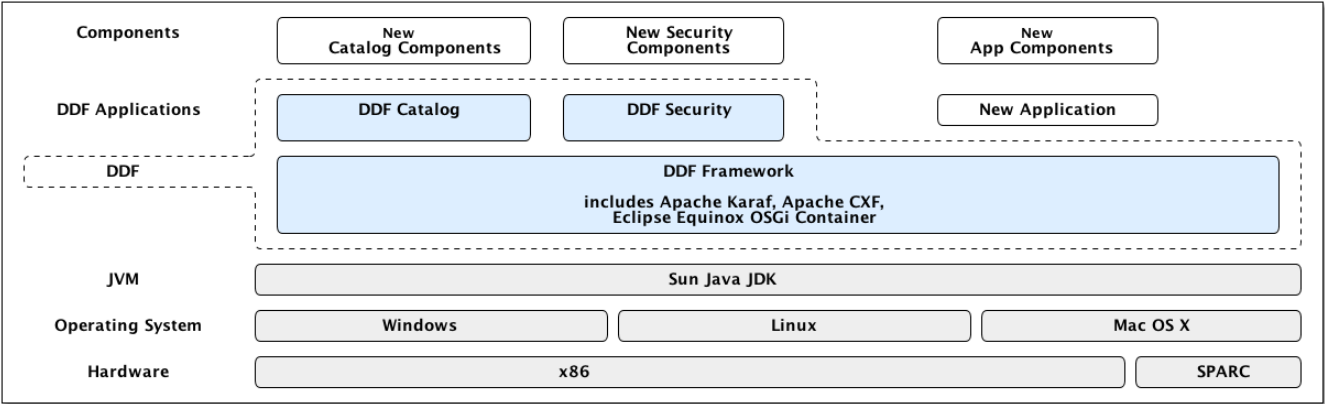 Components
New
Catalog Components
New Security
Components
New
App Components
DDF Applications
DDF Catalog
DDF Security
New Application
DDF
DDF Framework
includes Apache Karaf, Apache CXF,
Eclipse Equinox OSGi Container
JVM
Sun Java JDK
Operating System
Windows
Linux
Mac OS X
Hardware
x86
SPARC